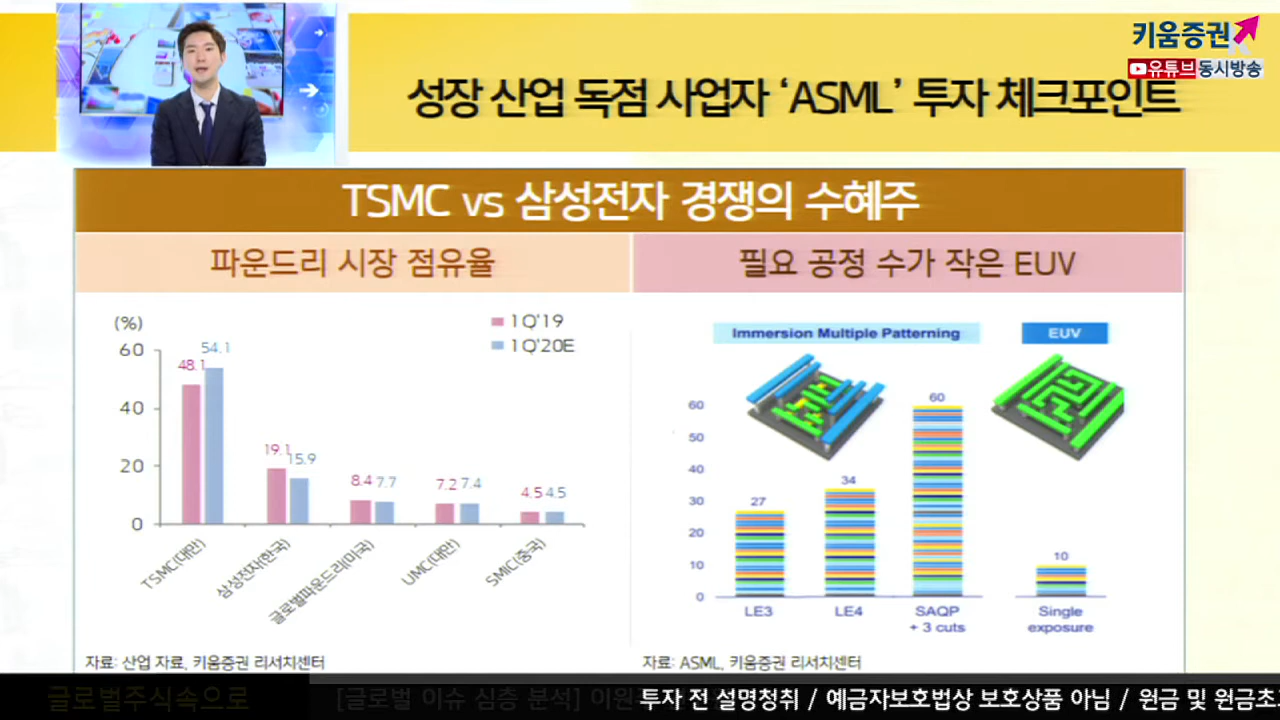 키움증권
유튜브 동시방송
성장 산업 독점 사업자 ‘ASML’ 투자 체크포인트
TSMC vs 삼성전자 경쟁의 수혜주
파운드리 시장 점유율
필요 공정 수가 작은 EUV
(%)
1Q'19
1Q'20E
60
40
20
0
48.1
54.1
19.1
15.9
8.4
7.7
7.2
7.4
4.5
4.5
TSMC(대만)
삼성전자(한국)
글로벌파운드리(미국)
UMC(대만)
SMIC(중국)
자료: 산업 자료, 키움증권 리서치센터
Immersion Multiple Patterning
EUV
60
50
40
30
20
10
0
27
34
60
10
LE3
LE4
SAQP
+ 3 cuts
Single
exposure
자료: ASML, 키움증권 리서치센터
글로벌주식속으로
[글로벌 이슈 심층 분석] 이원
투자 전 설명청취 / 예금자보호법상 보호상품 아님 / 원금 및 원금초